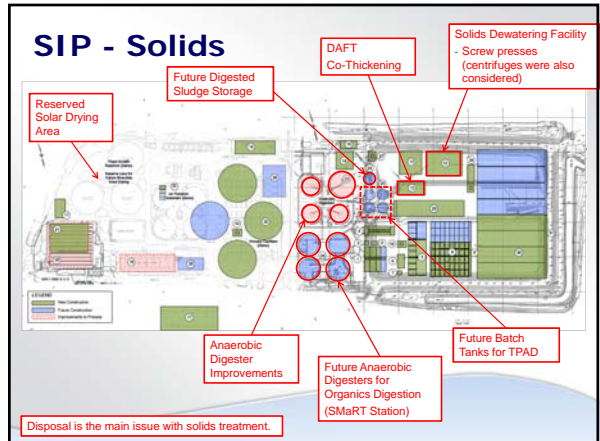 SIP - Solids
DAFT
Co-Thickening
Solids Dewatering Facility
- Screw presses
(centrifuges were also
considered)
Future Digested
Sludge Storage
Reserved
Solar Drying
Area
LEGEND
New Construction
Future Construction
Improvements to Process
Anaerobic
Digester
Improvements
Future Anaerobic
Digesters for
Organics Digestion
(SMaRT Station)
Future Batch
Tanks for TPAD
Disposal is the main issue with solids treatment.